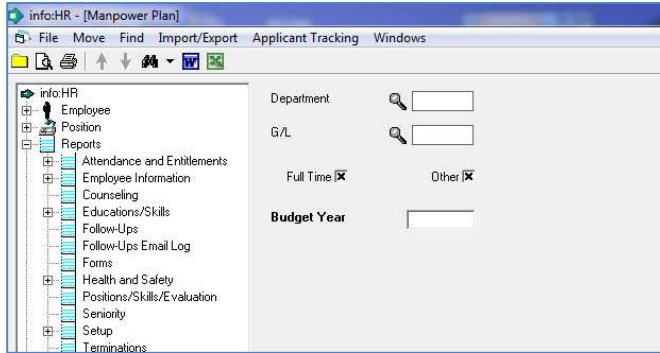 info:HR - [Manpower Plan]
File Move Find Import/Export Applicant Tracking Windows
info:HR
Employee
Position
Reports
Attendance and Entitlements
Employee Information
Counseling
Educations/Skills
Follow-Ups
Follow-Ups Email Log
Forms
Health and Safety
Positions/Skills/Evaluation
Seniority
Setup
Terminations
Department
G/L
Full Time Other
Budget Year